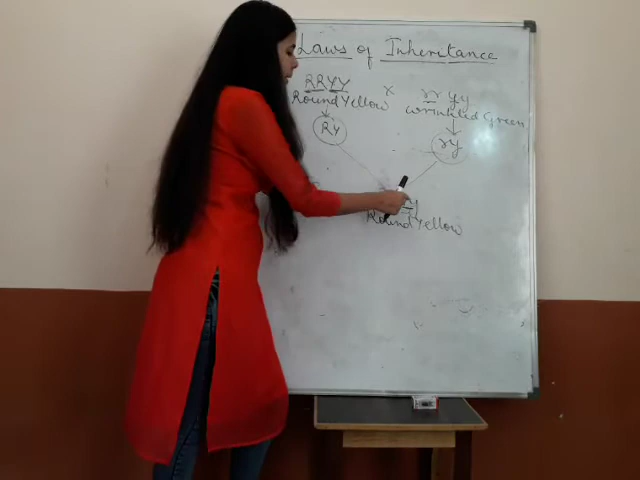 Laws of Inheritance
RRYY x rr yy
Round Yellow wrinkled Green
RY ry
Round Yellow